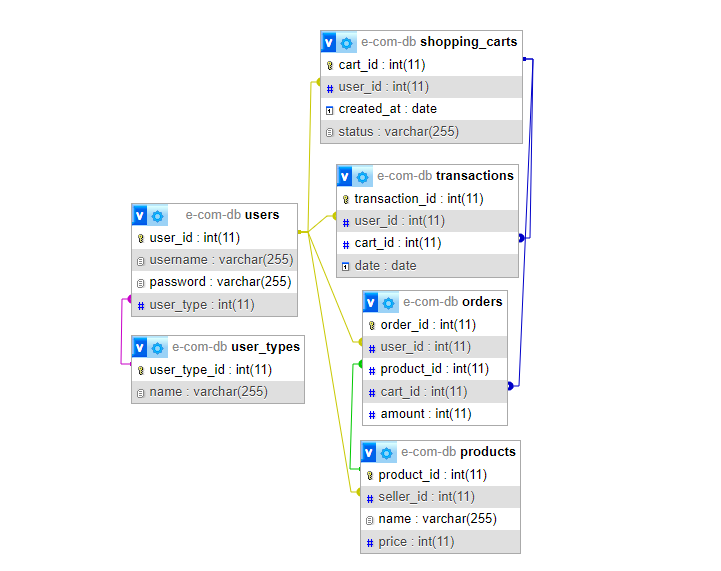 v e-com-db shopping_carts
cart_id : int(11)
# user_id : int(11)
created_at : date
status : varchar(255)
v e-com-db transactions
transaction_id : int(11)
# user_id : int(11)
# cart_id : int(11)
date : date
v e-com-db users
user_id : int(11)
username : varchar(255)
password : varchar(255)
# user_type : int(11)
v e-com-db orders
order_id : int(11)
# user_id : int(11)
# product_id : int(11)
# cart_id : int(11)
# amount : int(11)
v e-com-db user_types
user_type_id : int(11)
name : varchar(255)
v e-com-db products
product_id : int(11)
# seller_id : int(11)
name : varchar(255)
# price : int(11)